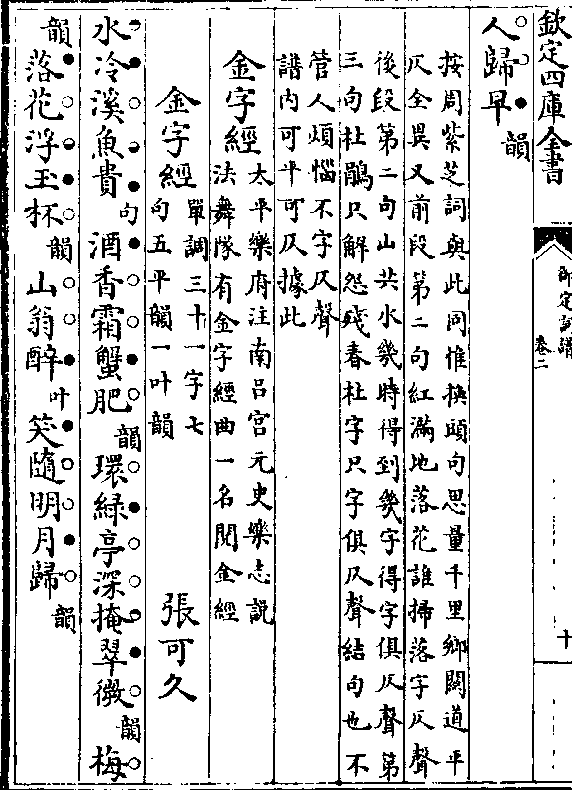 欽定四庫全書
御定詞譜
卷二
十
人歸早韻
按周紫芝詞與此同惟換頭句思量千里鄉關道平
仄全異又前段第二句紅滿地落花誰掃落字仄聲
後段第二句山共水幾時得到幾字得字俱仄聲第
三句杜鵑只解怨殘春杜字只字俱仄聲結句也不
管人煩惱不字仄聲
譜内可平可仄據此
金字經太平樂府注南呂宫元史樂志說
法舞隊有金字經曲一名閱金經
金字經單調三十一字七
句五平韻一叶韻
張可久
水冷溪魚貴句酒香霜蟹肥韻環綠亭深掩翠微韻梅
韻落花浮玉杯韻山翁醉叶笑隨明月歸韻